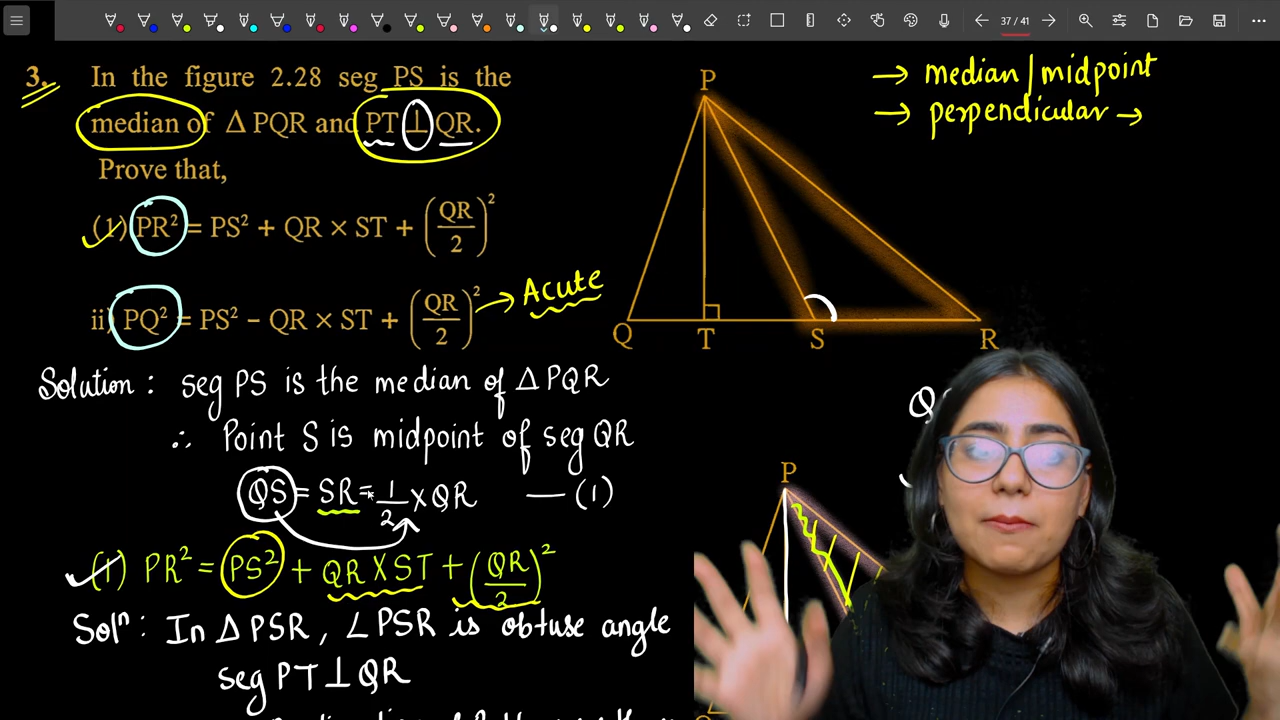 37 / 41
3. In the figure 2.28 seg PS is the
median of Δ PQR and PT ⊥ QR.
Prove that,
(1) PR² = PS² + QR × ST + (QR/2)²
ii) PQ² = PS² – QR × ST + (QR/2)²
→ Acute
→ median / midpoint
→ perpendicular →
P
Q T S R
Solution : seg PS is the median of Δ PQR
∴ Point S is midpoint of seg QR
QS = SR = 1/2 × QR — (1)
(1) PR² = PS² + QR × ST + (QR/2)²
Solⁿ : In Δ PSR, ∠PSR is obtuse angle
seg PT ⊥ QR
P